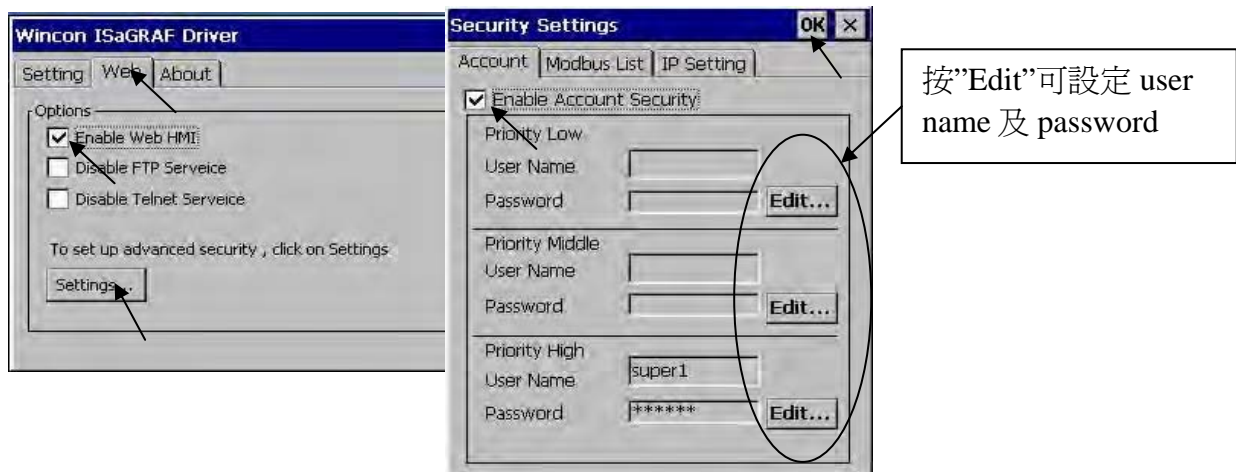 Wincon ISaGRAF Driver
Setting Web About
Options
Enable Web HMI
Disable FTP Serveice
Disable Telnet Serveice
To set up advanced security , click on Settings
Settings...
Security Settings OK ×
Account Modbus List IP Setting
Enable Account Security
Priority Low
User Name
Password Edit...
Priority Middle
User Name
Password Edit...
Priority High
User Name super1
Password ****** Edit...
按”Edit”可設定 user
name 及 password